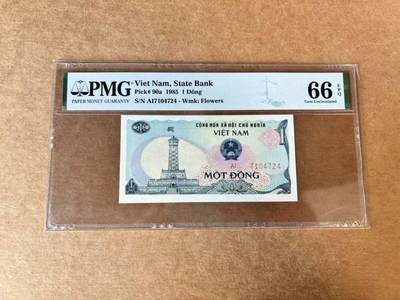 PMG
PAPER MONEY GUARANTY
Viet Nam, State Bank
Pick# 90a 1985 1 Dông
S/N AI7104724 - Wmk: Flowers
66 EPQ
Gem Uncirculated
CỘNG HÒA XÃ HỘI CHỦ NGHĨA
VIỆT NAM
AI 7104724
MỘT ĐỒNG